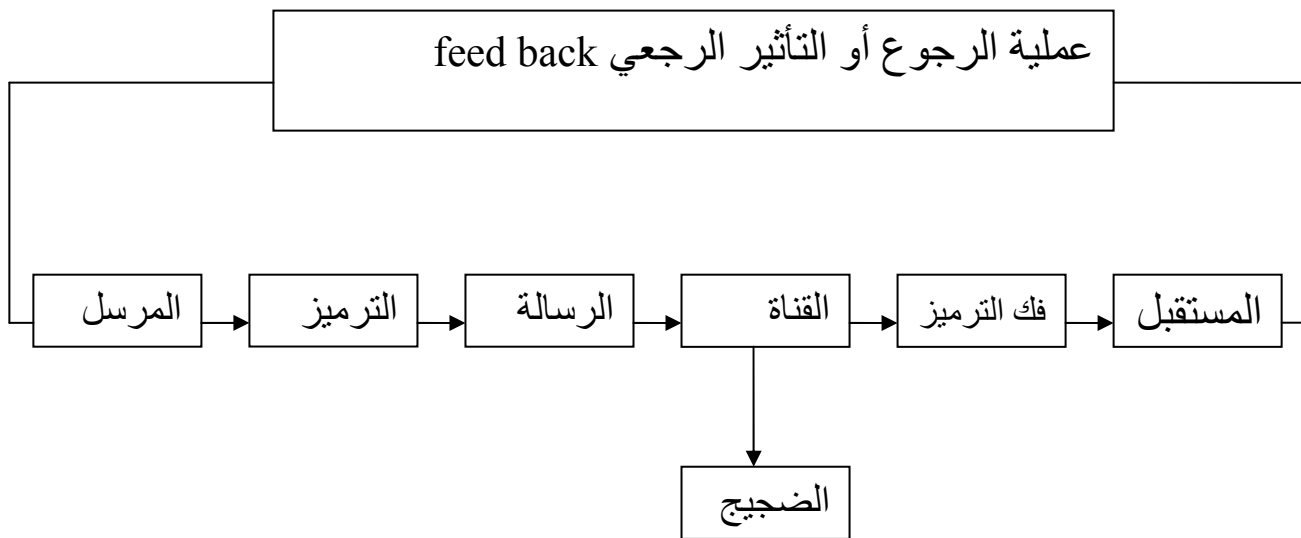 عملية الرجوع أو التأثير الرجعي feed back
المرسل
الترميز
الرسالة
القناة
فك الترميز
المستقبل
الضجيج